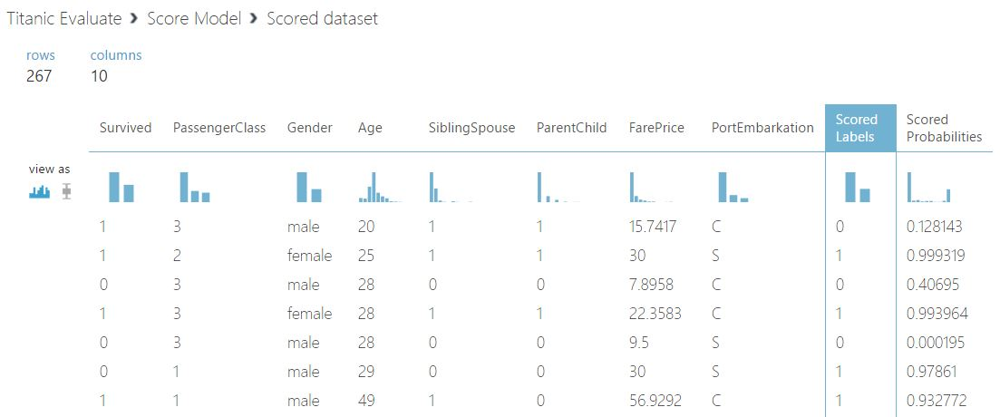 Titanic Evaluate › Score Model › Scored dataset
rows columns
267 10
Survived PassengerClass Gender Age SiblingSpouse ParentChild FarePrice PortEmbarkation Scored Labels Scored Probabilities
view as
1 3 male 20 1 1 15.7417 C 0 0.128143
1 2 female 25 1 1 30 S 1 0.999319
0 3 male 28 0 0 7.8958 C 0 0.40695
1 3 female 28 1 1 22.3583 C 1 0.993964
0 3 male 28 0 0 9.5 S 0 0.000195
0 1 male 29 0 0 30 S 1 0.97861
1 1 male 49 1 0 56.9292 C 1 0.932772